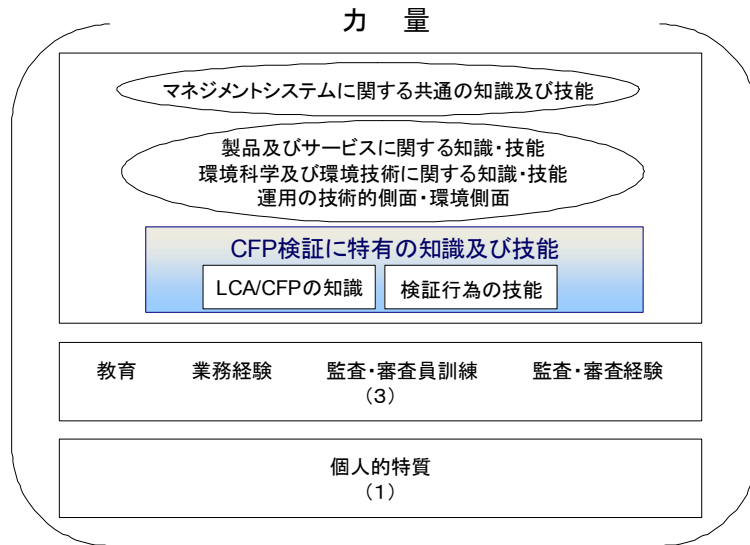 力 量
マネジメントシステムに関する共通の知識及び技能
製品及びサービスに関する知識・技能
環境科学及び環境技術に関する知識・技能
運用の技術的側面・環境側面
CFP検証に特有の知識及び技能
LCA/CFPの知識 検証行為の技能
教育 業務経験 監査・審査員訓練 監査・審査経験
（３）
個人的特質
（１）